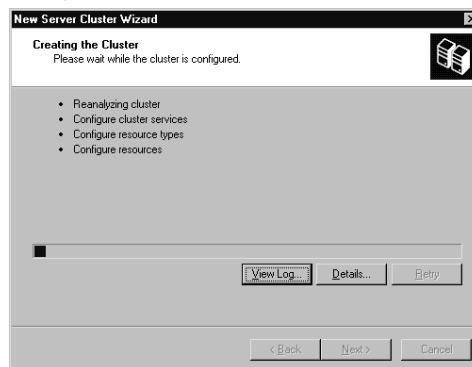 New Server Cluster Wizard
Creating the Cluster
Please wait while the cluster is configured.
• Reanalyzing cluster
• Configure cluster services
• Configure resource types
• Configure resources
View Log...
Details...
Retry
< Back
Next >
Cancel